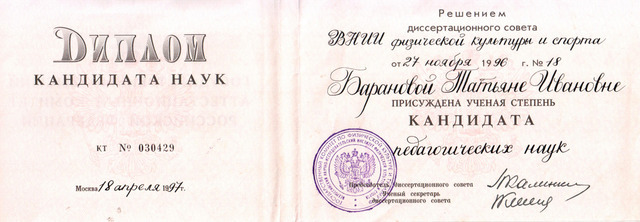 ДИПЛОМ
КАНДИДАТА НАУК
КТ № 030429
Москва 18 апреля 1997г.
Решением
диссертационного совета
ВНИИ физической культуры и спорта
от 27 ноября 1996 г. № 18
Барановой Татьяне Ивановне
ПРИСУЖДЕНА УЧЕНАЯ СТЕПЕНЬ
КАНДИДАТА
педагогических наук
Председатель диссертационного совета
Ученый секретарь
диссертационного совета